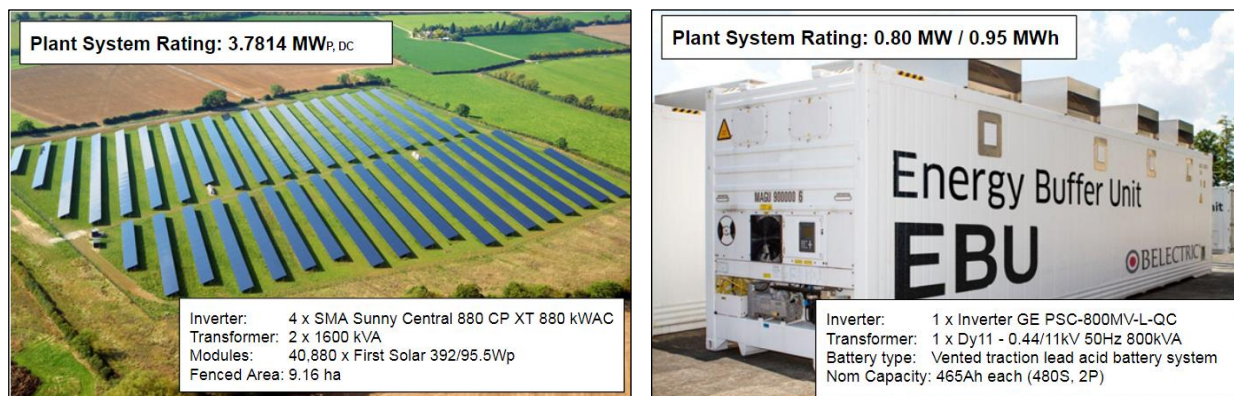 Plant System Rating: 3.7814 MWP, DC
Inverter: 4 x SMA Sunny Central 880 CP XT 880 kWAC
Transformer: 2 x 1600 kVA
Modules: 40,880 x First Solar 392/95.5Wp
Fenced Area: 9.16 ha
Plant System Rating: 0.80 MW / 0.95 MWh
MAGU 900000 6
Energy Buffer Unit
EBU
BELECTRIC
Inverter: 1 x Inverter GE PSC-800MV-L-QC
Transformer: 1 x Dy11 - 0.44/11kV 50Hz 800kVA
Battery type: Vented traction lead acid battery system
Nom Capacity: 465Ah each (480S, 2P)